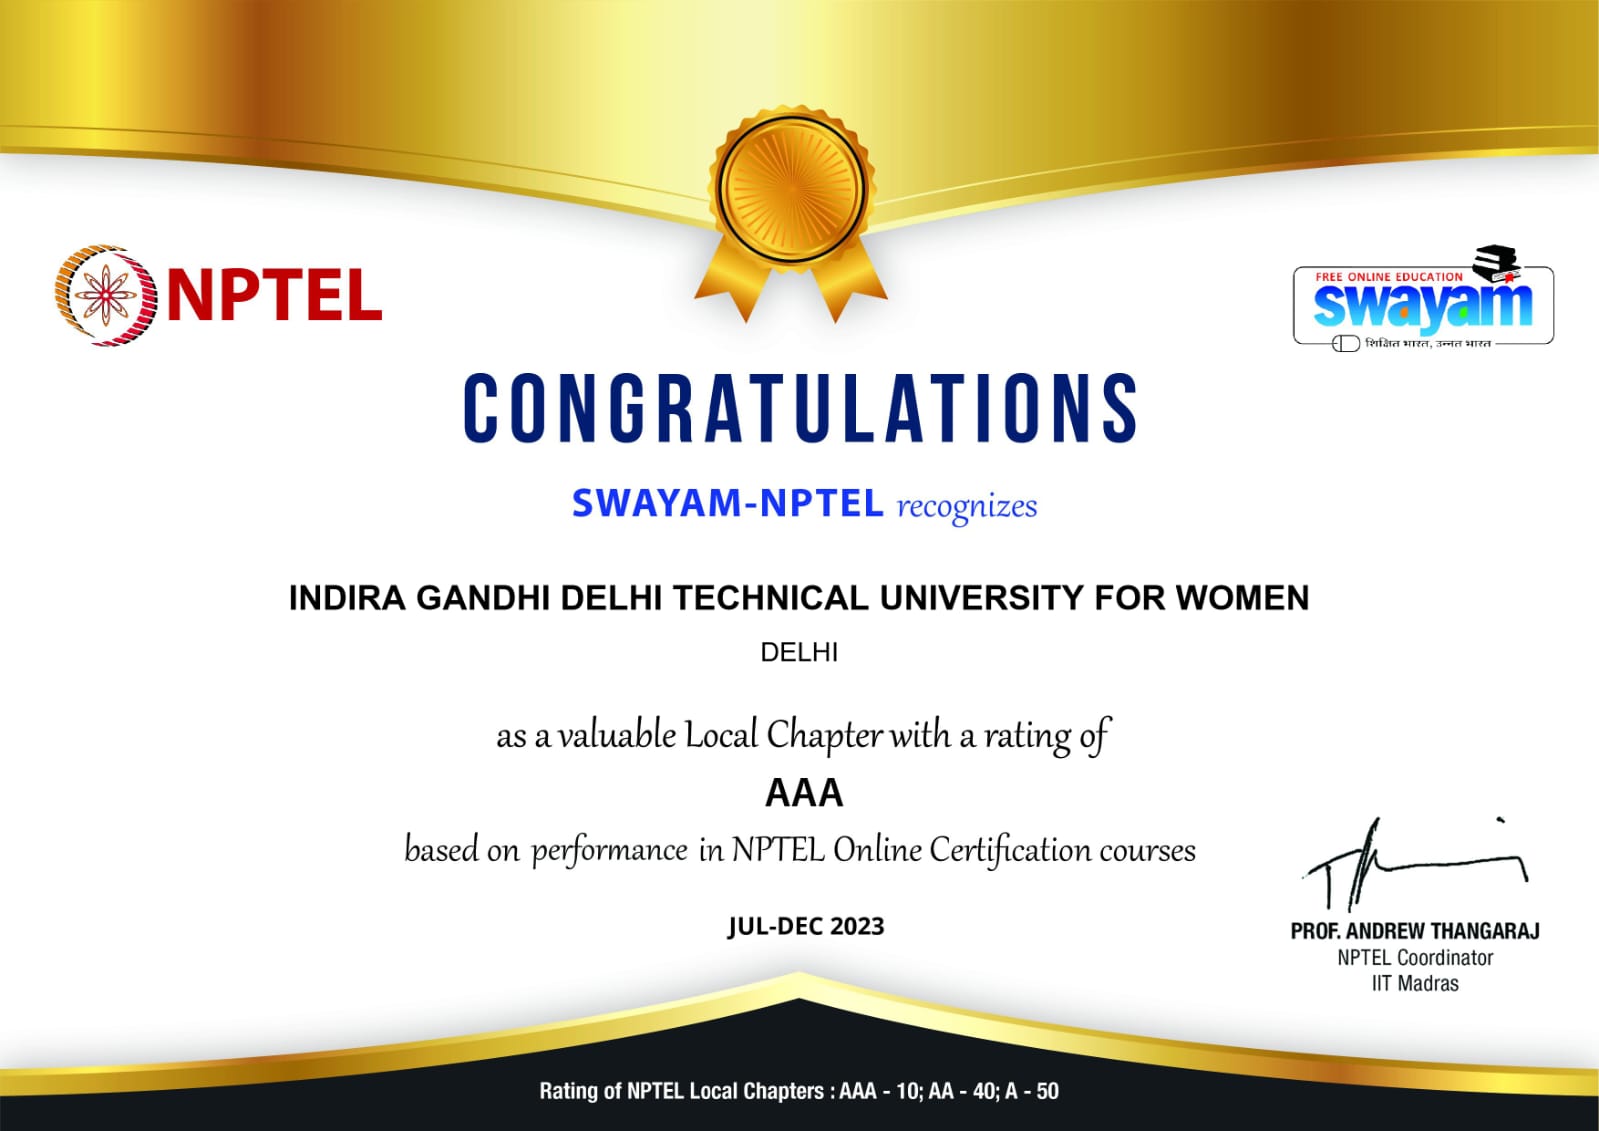 NPTEL
FREE ONLINE EDUCATION
swayam
शिक्षित भारत, उन्नत भारत
CONGRATULATIONS
SWAYAM-NPTEL recognizes
INDIRA GANDHI DELHI TECHNICAL UNIVERSITY FOR WOMEN
DELHI
as a valuable Local Chapter with a rating of
AAA
based on performance in NPTEL Online Certification courses
JUL-DEC 2023
PROF. ANDREW THANGARAJ
NPTEL Coordinator
IIT Madras
Rating of NPTEL Local Chapters : AAA - 10; AA - 40; A - 50